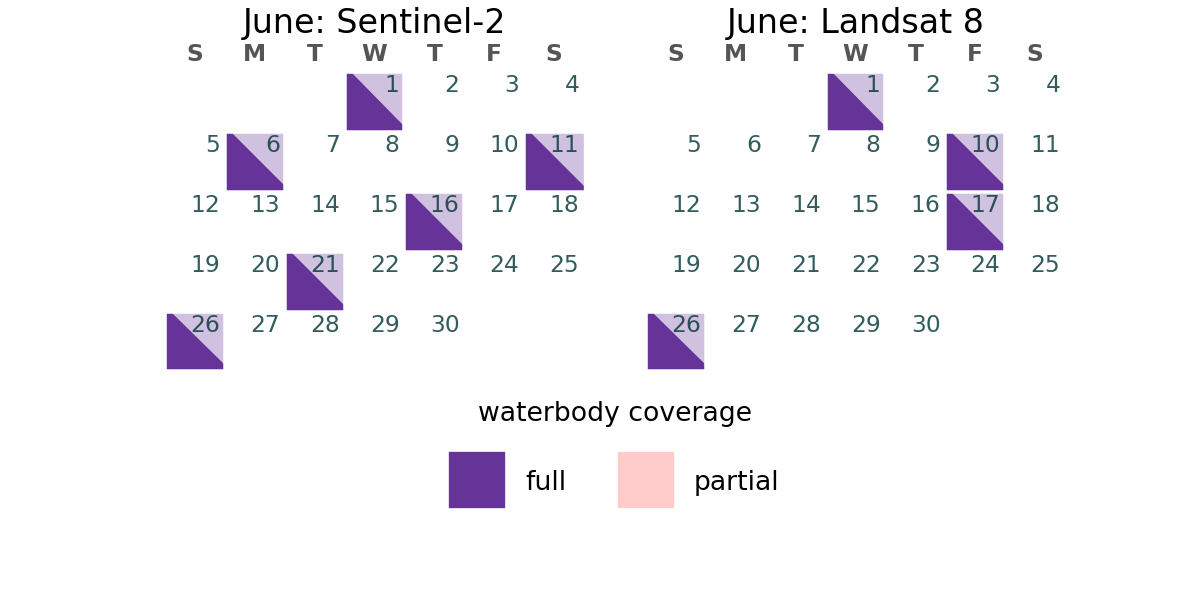 June: Sentinel-2
S M T W T F S
1 2 3 4
5 6 7 8 9 10 11
12 13 14 15 16 17 18
19 20 21 22 23 24 25
26 27 28 29 30
June: Landsat 8
S M T W T F S
1 2 3 4
5 6 7 8 9 10 11
12 13 14 15 16 17 18
19 20 21 22 23 24 25
26 27 28 29 30
waterbody coverage
full partial